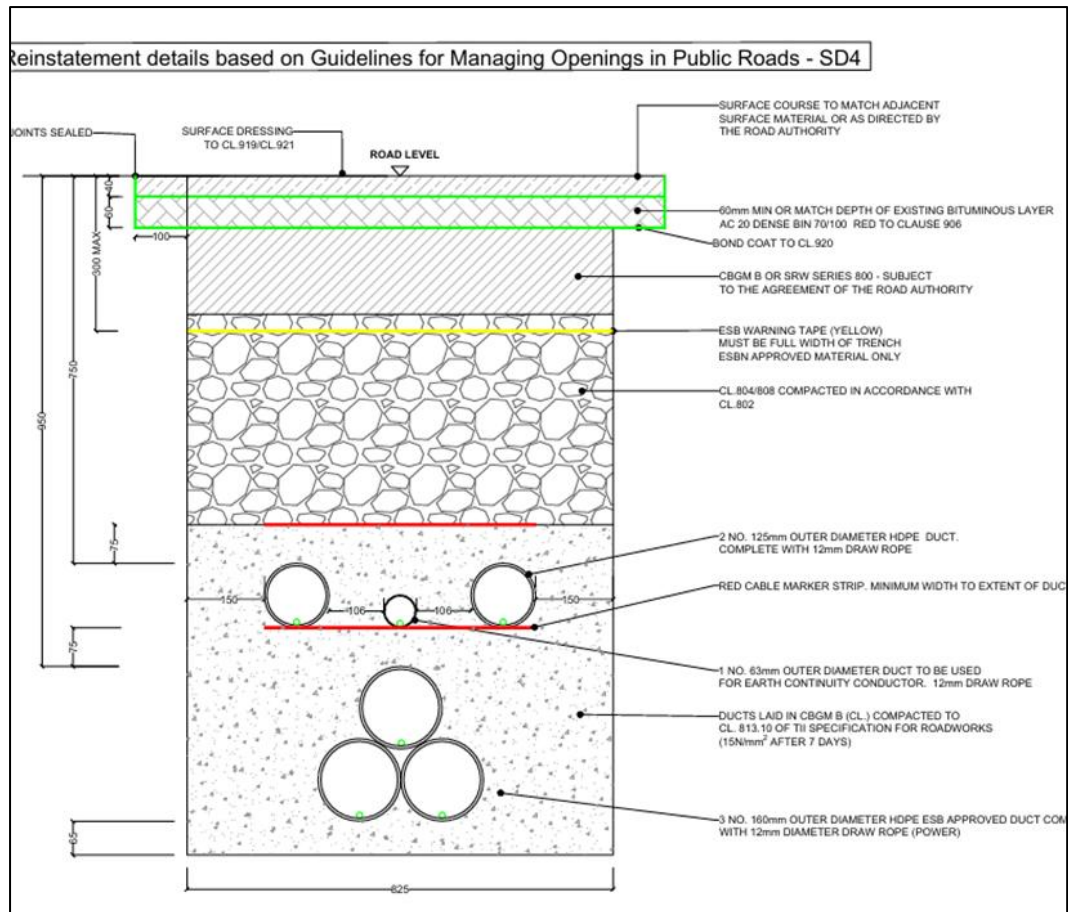 Reinstatement details based on Guidelines for Managing Openings in Public Roads - SD4
JOINTS SEALED
SURFACE DRESSING
TO CL.919/CL.921
ROAD LEVEL
SURFACE COURSE TO MATCH ADJACENT
SURFACE MATERIAL OR AS DIRECTED BY
THE ROAD AUTHORITY
40
60
100
300 MAX
750
950
60mm MIN OR MATCH DEPTH OF EXISTING BITUMINOUS LAYER
AC 20 DENSE BIN 70/100 RED TO CLAUSE 906
BOND COAT TO CL.920
CBGM B OR SRW SERIES 800 - SUBJECT
TO THE AGREEMENT OF THE ROAD AUTHORITY
ESB WARNING TAPE (YELLOW)
MUST BE FULL WIDTH OF TRENCH
ESBN APPROVED MATERIAL ONLY
CL.804/808 COMPACTED IN ACCORDANCE WITH
CL.802
75
2 NO. 125mm OUTER DIAMETER HDPE DUCT.
COMPLETE WITH 12mm DRAW ROPE
RED CABLE MARKER STRIP. MINIMUM WIDTH TO EXTENT OF DUC
150
106
106
150
75
1 NO. 63mm OUTER DIAMETER DUCT TO BE USED
FOR EARTH CONTINUITY CONDUCTOR. 12mm DRAW ROPE
DUCTS LAID IN CBGM B (CL.) COMPACTED TO
CL. 813.10 OF TII SPECIFICATION FOR ROADWORKS
(15N/mm² AFTER 7 DAYS)
3 NO. 160mm OUTER DIAMETER HDPE ESB APPROVED DUCT COM
WITH 12mm DIAMETER DRAW ROPE (POWER)
65
825